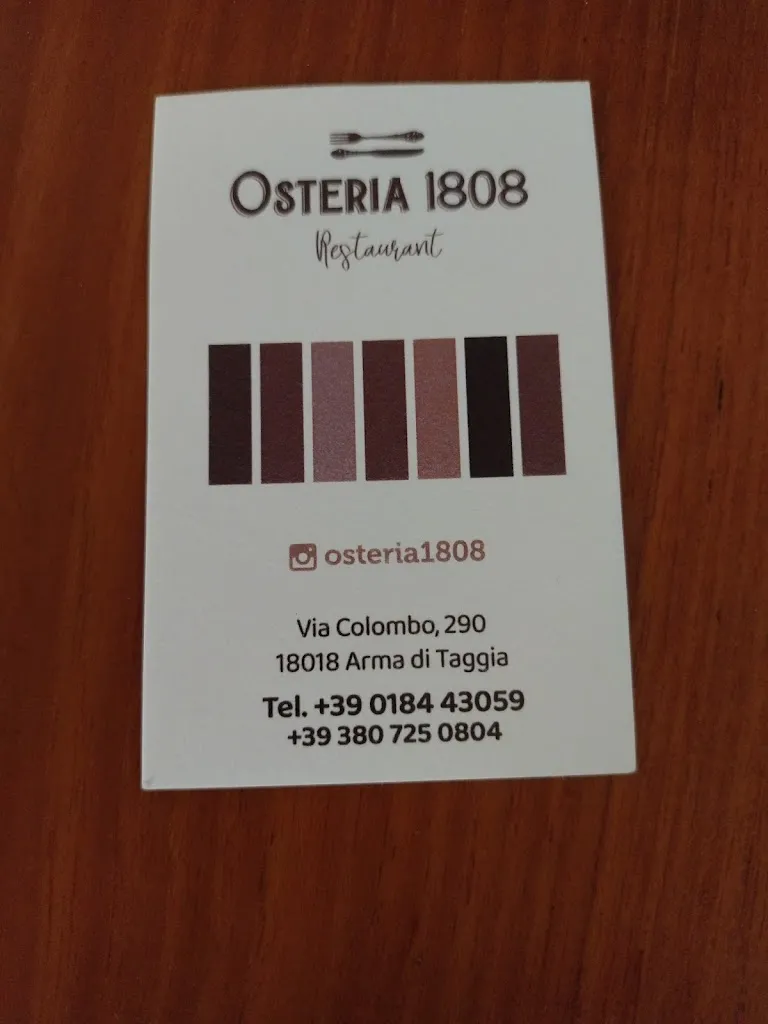 OSTERIA 1808
Restaurant
osteria1808
Via Colombo, 290
18018 Arma di Taggia
Tel. +39 0184 43059
+39 380 725 0804